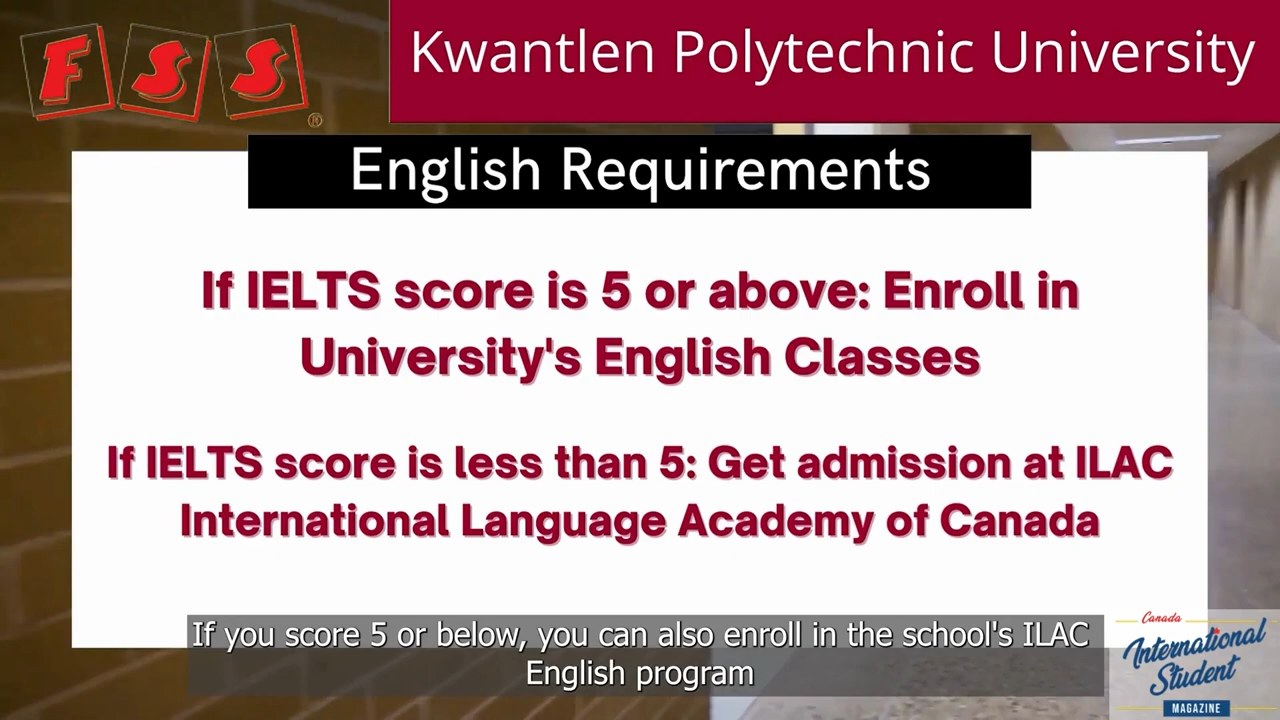 FSS®
Kwantlen Polytechnic University
English Requirements
If IELTS score is 5 or above: Enroll in
University's English Classes
If IELTS score is less than 5: Get admission at ILAC
International Language Academy of Canada
If you score 5 or below, you can also enroll in the school's ILAC
English program
Canada
International
Student
MAGAZINE